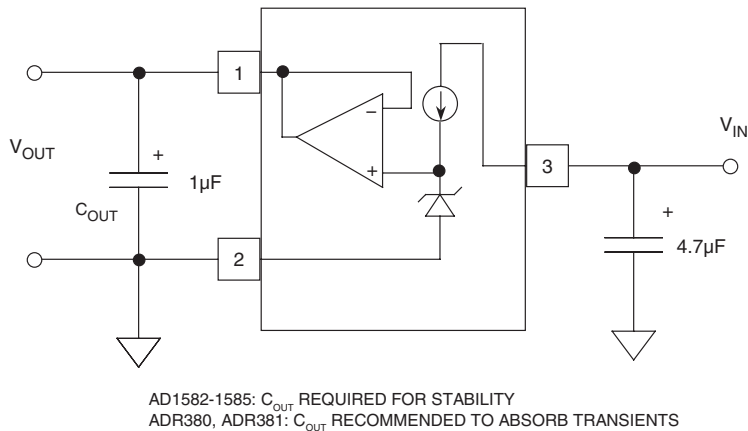 1
V_IN
−
V_OUT
+
1µF
+
3
C_OUT
+
4.7µF
2
AD1582-1585: C_OUT REQUIRED FOR STABILITY
ADR380, ADR381: C_OUT RECOMMENDED TO ABSORB TRANSIENTS